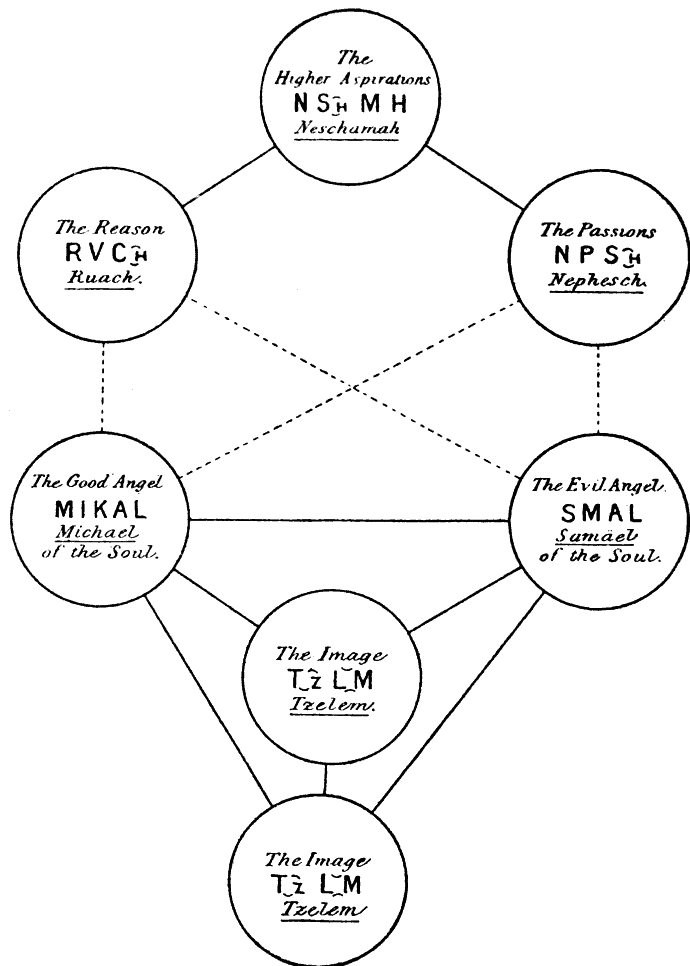 The
Higher Aspirations
NSH MH
Neschamah
The Reason
RVCH
Ruach.
The Passions
NPSH
Nephesch.
The Good Angel
MIKAL
Michael
of the Soul.
The Evil Angel.
SMAL
Samäel
of the Soul.
The Image
TZ LM
Tzelem.
The Image
TZ LM
Tzelem